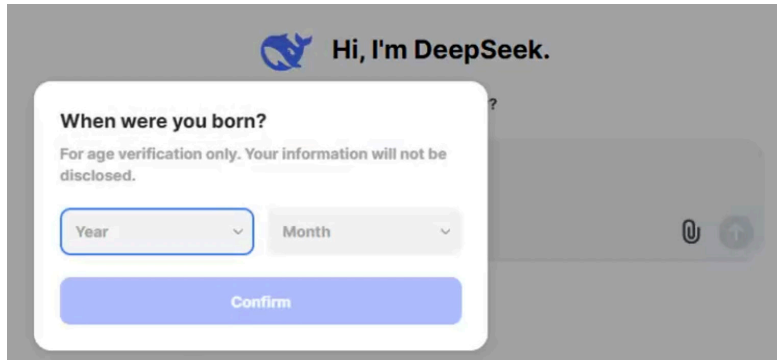 Hi, I'm DeepSeek.
?
When were you born?
For age verification only. Your information will not be
disclosed.
Year
Month
Confirm